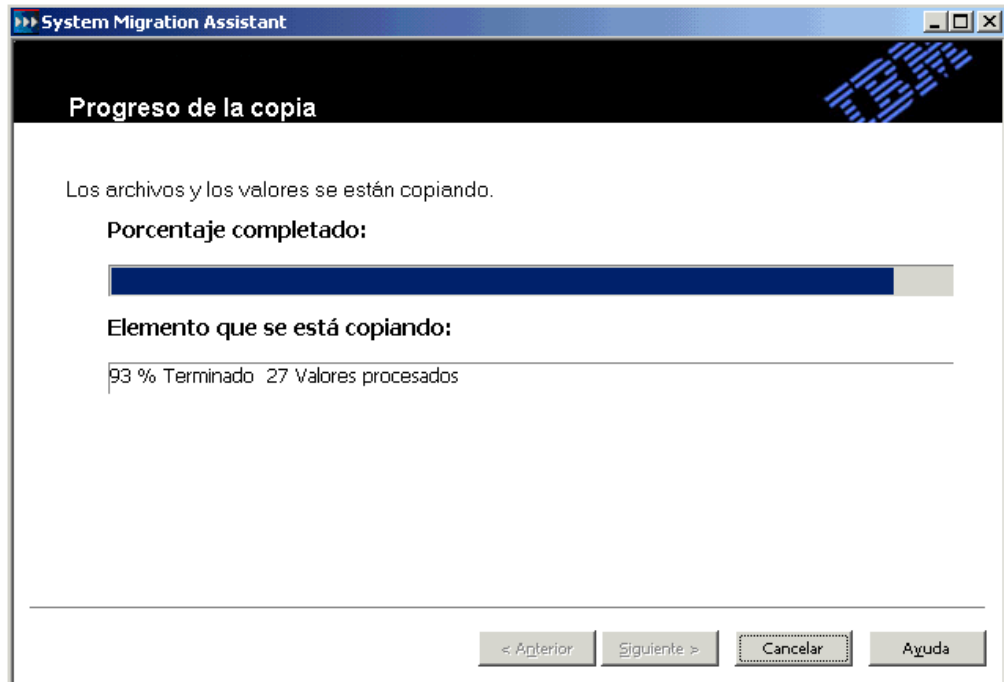 System Migration Assistant
IBM
Progreso de la copia
Los archivos y los valores se están copiando.
Porcentaje completado:
Elemento que se está copiando:
93 % Terminado 27 Valores procesados
< Anterior Siguiente > Cancelar Ayuda